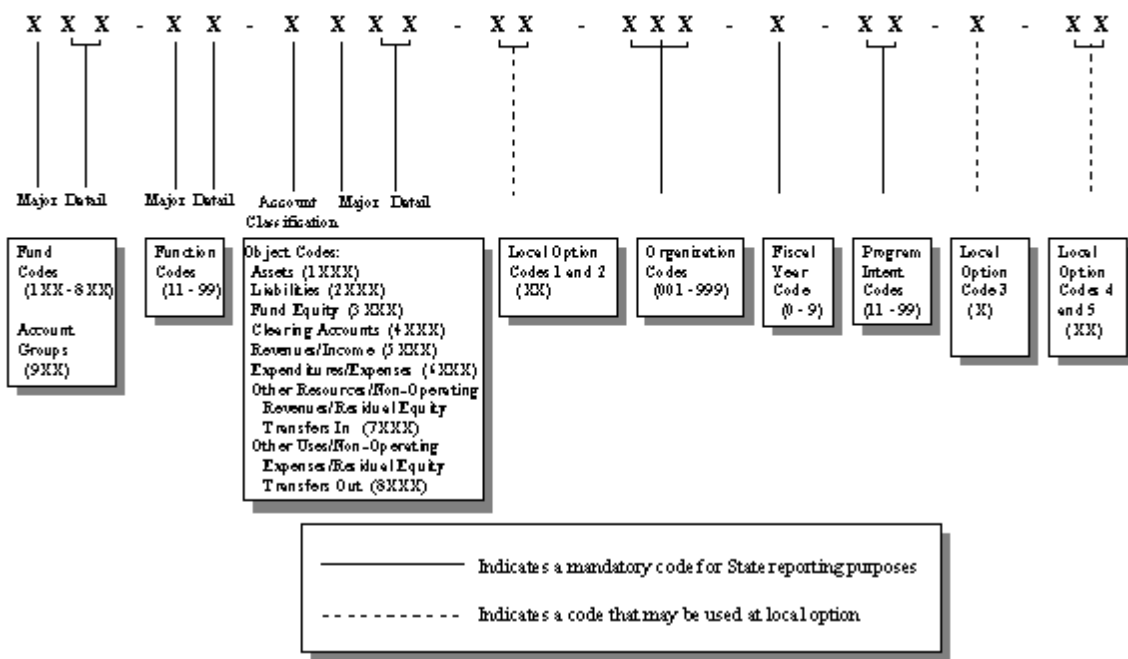 X X X - X X - X X X X - X X - X X X - X - X X - X - X X
Major Detail Major Detail Account Classification Major Detail
Fund
Codes
(1XX - 8XX)
Account
Groups
(9XX)
Function
Codes
(11 - 99)
Object Codes:
Assets (1XXX)
Liabilities (2XXX)
Fund Equity (3XXX)
Clearing Accounts (4XXX)
Revenues/Income (5XXX)
Expenditures/Expenses (6XXX)
Other Resources/Non-Operating
Revenues/Residual Equity
Transfers In (7XXX)
Other Uses/Non-Operating
Expenses/Residual Equity
Transfers Out (8XXX)
Local Option
Codes 1 and 2
(XX)
Organization
Codes
(001 - 999)
Fiscal
Year
Code
(0 - 9)
Program
Intent
Codes
(11 - 99)
Local
Option
Code 3
(X)
Local
Option
Codes 4
and 5
(XX)
Indicates a mandatory code for State reporting purposes
Indicates a code that may be used at local option